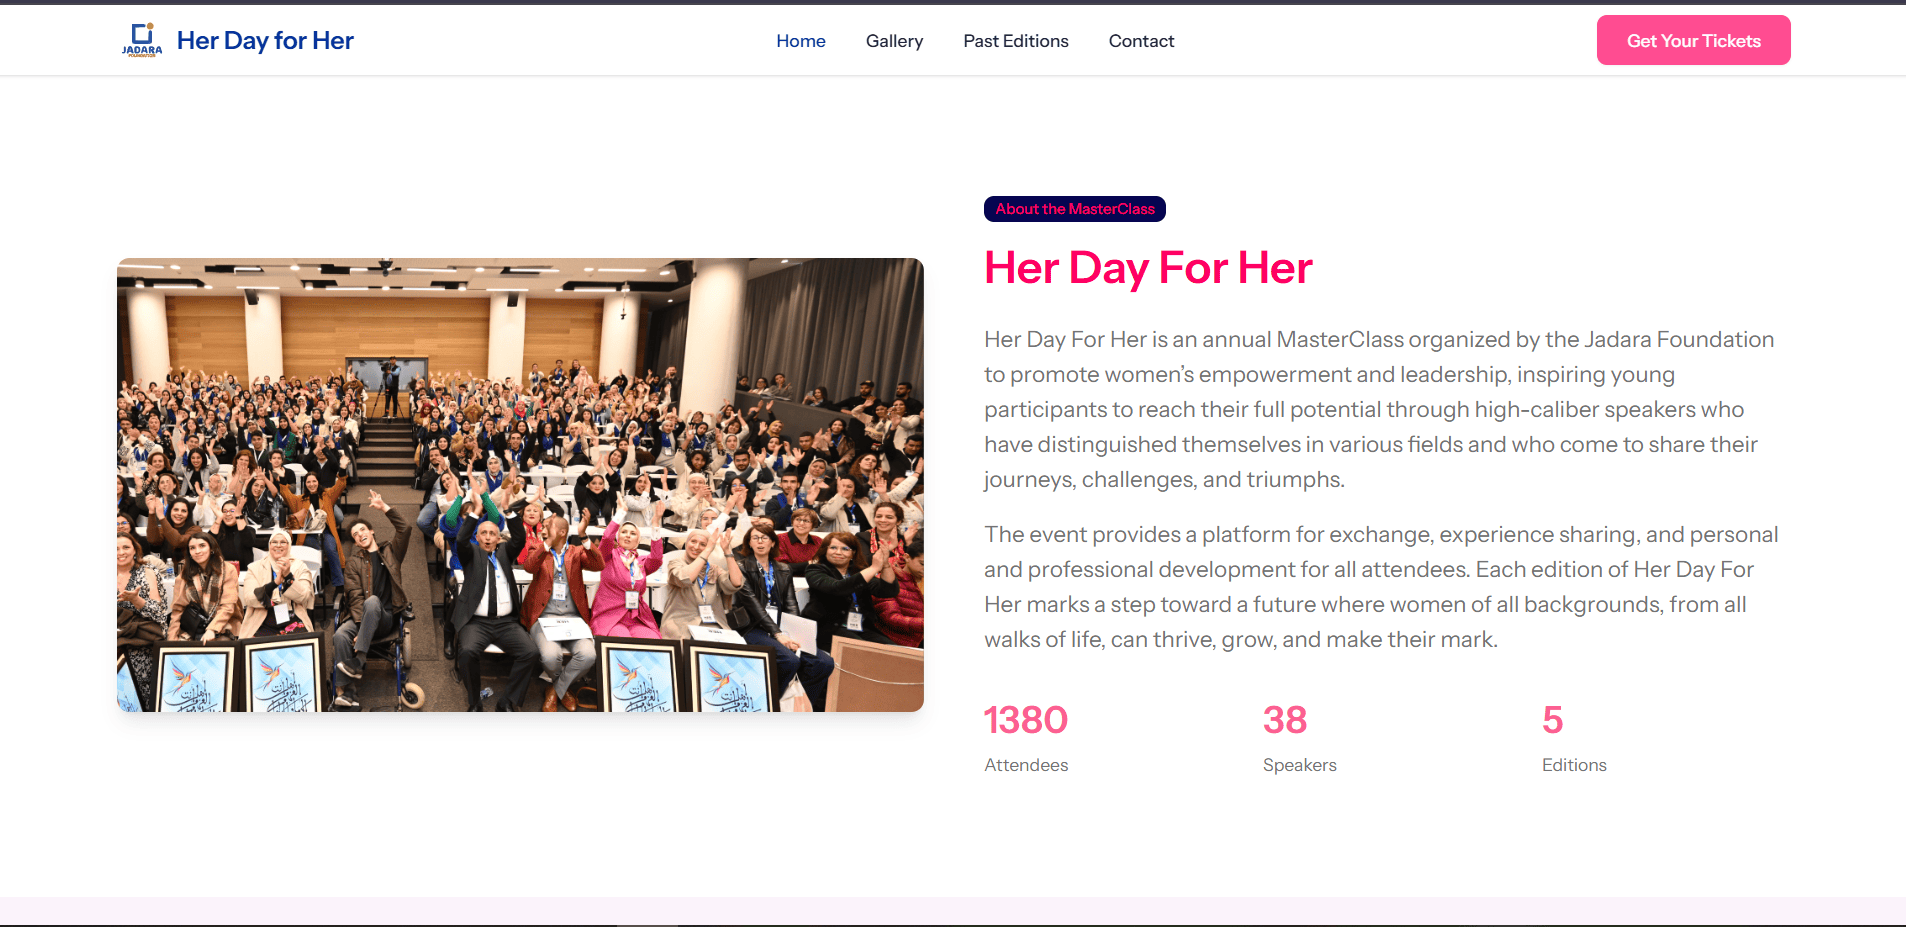 JADARA
FOUNDATION
Her Day for Her
Home
Gallery
Past Editions
Contact
Get Your Tickets
About the MasterClass
Her Day For Her
Her Day For Her is an annual MasterClass organized by the Jadara Foundation
to promote women’s empowerment and leadership, inspiring young
participants to reach their full potential through high-caliber speakers who
have distinguished themselves in various fields and who come to share their
journeys, challenges, and triumphs.
The event provides a platform for exchange, experience sharing, and personal
and professional development for all attendees. Each edition of Her Day For
Her marks a step toward a future where women of all backgrounds, from all
walks of life, can thrive, grow, and make their mark.
1380
38
5
Attendees
Speakers
Editions